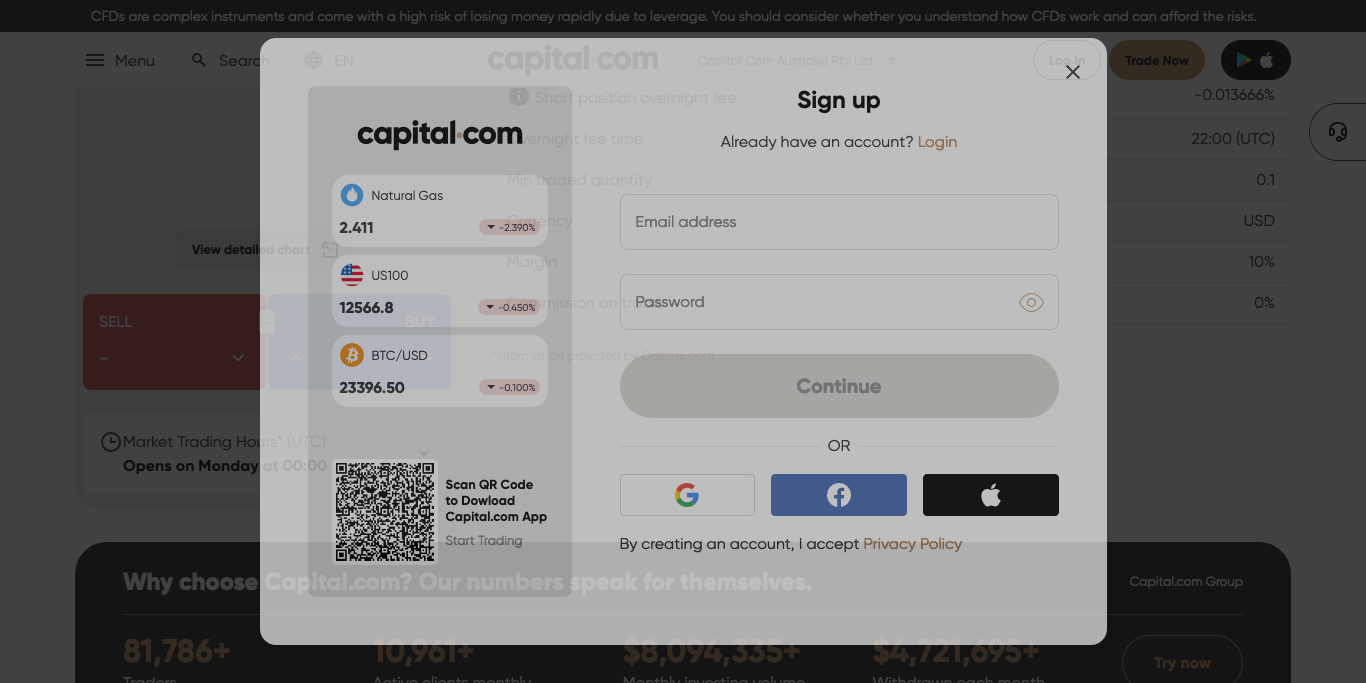 CFDs are complex instruments and come with a high risk of losing money rapidly due to leverage. You should consider whether you understand how CFDs work and can afford the risks.
Menu
Search
EN
capital.com
Capital Com Australia Pty Ltd
Log In
Trade Now
Short position overnight fee
-0.013666%
Overnight fee time
22:00 (UTC)
Min traded quantity
0.1
Currency
USD
Margin
10%
Commission on trade
0%
*Information provided by Capital.com
View detailed chart
SELL
–
–
BUY
Market Trading Hours* (UTC)
Opens on Monday at 00:00
capital.com
Natural Gas
2.411
-2.390%
US100
12566.8
-0.450%
BTC/USD
23396.50
-0.100%
Scan QR Code
to Dowload
Capital.com App
Start Trading
Sign up
Already have an account? Login
Email address
Password
Continue
OR
By creating an account, I accept Privacy Policy
Why choose Capital.com? Our numbers speak for themselves.
Capital.com Group
81,786+
10,961+
$8,094,335+
$4,721,695+
Try now
Traders
Active clients monthly
Monthly investing volume
Withdrawn each month